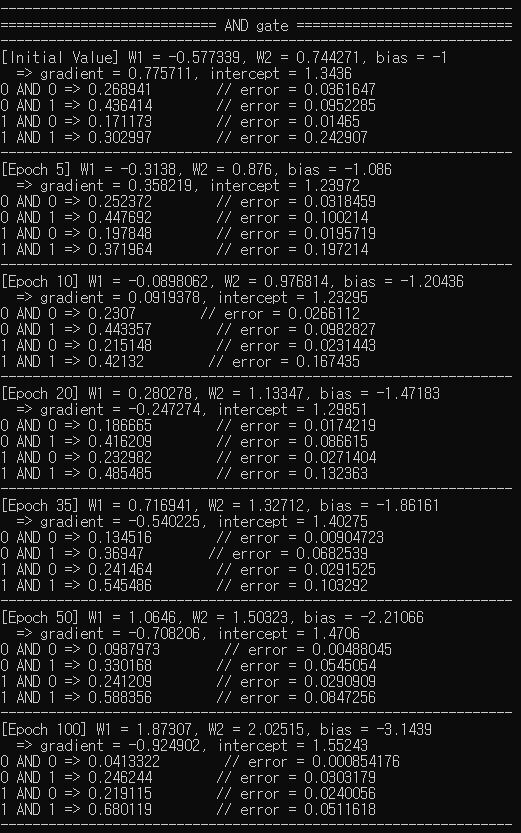 --------------------------------------------------------------
========================== AND gate ==========================
--------------------------------------------------------------
[Initial Value] W1 = -0.577339, W2 = 0.744271, bias = -1
  => gradient = 0.775711, intercept = 1.3436
0 AND 0 => 0.268941        // error = 0.0361647
0 AND 1 => 0.436414        // error = 0.0952285
1 AND 0 => 0.171173        // error = 0.01465
1 AND 1 => 0.302997        // error = 0.242907
--------------------------------------------------------------
[Epoch 5] W1 = -0.3138, W2 = 0.876, bias = -1.086
  => gradient = 0.358219, intercept = 1.23972
0 AND 0 => 0.252372        // error = 0.0318459
0 AND 1 => 0.447692        // error = 0.100214
1 AND 0 => 0.197848        // error = 0.0195719
1 AND 1 => 0.371964        // error = 0.197214
--------------------------------------------------------------
[Epoch 10] W1 = -0.0898062, W2 = 0.976814, bias = -1.20436
  => gradient = 0.0919378, intercept = 1.23295
0 AND 0 => 0.2307        // error = 0.0266112
0 AND 1 => 0.443357        // error = 0.0982827
1 AND 0 => 0.215148        // error = 0.0231443
1 AND 1 => 0.42132        // error = 0.167435
--------------------------------------------------------------
[Epoch 20] W1 = 0.280278, W2 = 1.13347, bias = -1.47183
  => gradient = -0.247274, intercept = 1.29851
0 AND 0 => 0.186665        // error = 0.0174219
0 AND 1 => 0.416209        // error = 0.086615
1 AND 0 => 0.232982        // error = 0.0271404
1 AND 1 => 0.485485        // error = 0.132363
--------------------------------------------------------------
[Epoch 35] W1 = 0.716941, W2 = 1.32712, bias = -1.86161
  => gradient = -0.540225, intercept = 1.40275
0 AND 0 => 0.134516        // error = 0.00904723
0 AND 1 => 0.36947        // error = 0.0682539
1 AND 0 => 0.241464        // error = 0.0291525
1 AND 1 => 0.545486        // error = 0.103292
--------------------------------------------------------------
[Epoch 50] W1 = 1.0646, W2 = 1.50323, bias = -2.21066
  => gradient = -0.708206, intercept = 1.4706
0 AND 0 => 0.0987973        // error = 0.00488045
0 AND 1 => 0.330168        // error = 0.0545054
1 AND 0 => 0.241209        // error = 0.0290909
1 AND 1 => 0.588356        // error = 0.0847256
--------------------------------------------------------------
[Epoch 100] W1 = 1.87307, W2 = 2.02515, bias = -3.1439
  => gradient = -0.924902, intercept = 1.55243
0 AND 0 => 0.0413322        // error = 0.000854176
0 AND 1 => 0.246244        // error = 0.0303179
1 AND 0 => 0.219115        // error = 0.0240056
1 AND 1 => 0.680119        // error = 0.0511618
--------------------------------------------------------------